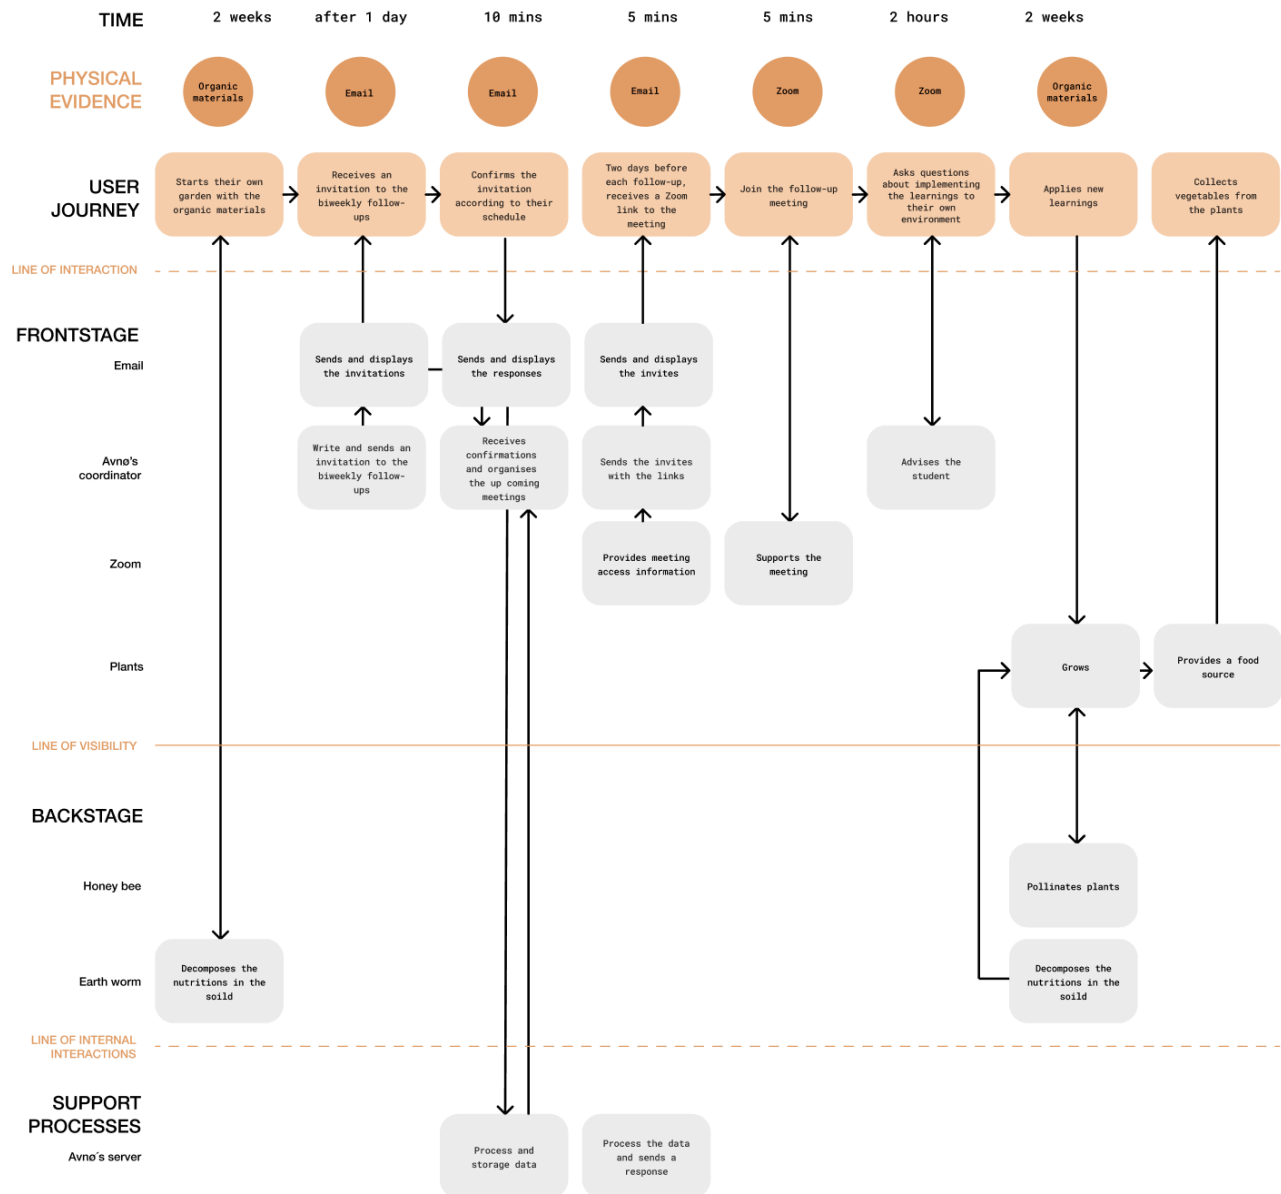 TIME
2 weeks
after 1 day
10 mins
5 mins
5 mins
2 hours
2 weeks
PHYSICAL
EVIDENCE
Organic
materials
Email
Email
Email
Zoom
Zoom
Organic
materials
USER
JOURNEY
Starts their own
garden with the
organic materials
Receives an
invitation to the
biweekly follow-
ups
Confirms the
invitation
according to their
schedule
Two days before
each follow-up,
receives a Zoom
link to the
meeting
Join the follow-up
meeting
Asks questions
about implementing
the learnings to
their own
environment
Applies new
learnings
Collects
vegetables from
the plants
LINE OF INTERACTION
FRONTSTAGE
Email
Sends and displays
the invitations
Sends and displays
the responses
Sends and displays
the invites
Avnø's
coordinator
Write and sends an
invitation to the
biweekly follow-
ups
Receives
confirmations
and organises
the up coming
meetings
Sends the invites
with the links
Advises the
student
Zoom
Provides meeting
access information
Supports the
meeting
Plants
Grows
Provides a food
source
LINE OF VISIBILITY
BACKSTAGE
Honey bee
Pollinates plants
Earth worm
Decomposes the
nutritions in the
soild
Decomposes the
nutritions in the
soild
LINE OF INTERNAL
INTERACTIONS
SUPPORT
PROCESSES
Avnø´s server
Process and
storage data
Process the data
and sends a
response